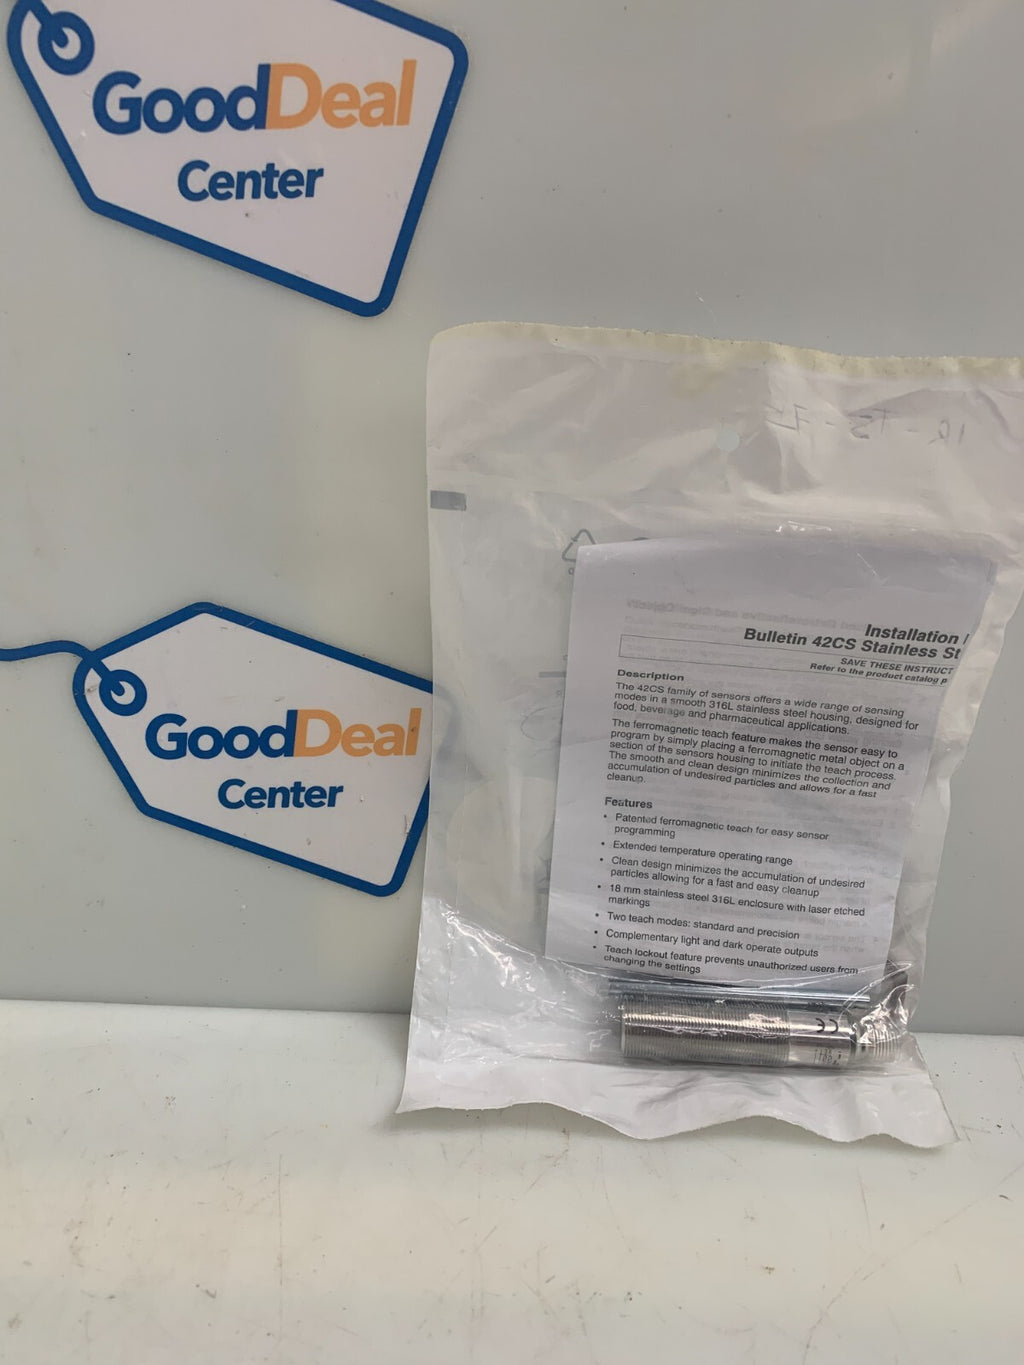 GoodDeal
Center
GoodDeal
Center
Installation
Bulletin 42CS Stainless St
SAVE THESE INSTRUCT
Refer to the product catalog p
Description
The 42CS family of sensors offers a wide range of sensing
modes in a smooth 316L stainless steel housing, designed for
food, beverage and pharmaceutical applications.
The ferromagnetic teach feature makes the sensor easy to
program by simply placing a ferromagnetic metal object on a
section of the sensors housing to initiate the teach process.
The smooth and clean design minimizes the collection and
accumulation of undesired particles and allows for a fast
cleanup.
Features
• Patented ferromagnetic teach for easy sensor
programming
• Extended temperature operating range
• Clean design minimizes the accumulation of undesired
particles allowing for a fast and easy cleanup
• 18 mm stainless steel 316L enclosure with laser etched
markings
• Two teach modes: standard and precision
• Complementary light and dark operate outputs
• Teach lockout feature prevents unauthorized users from
changing the settings
CE